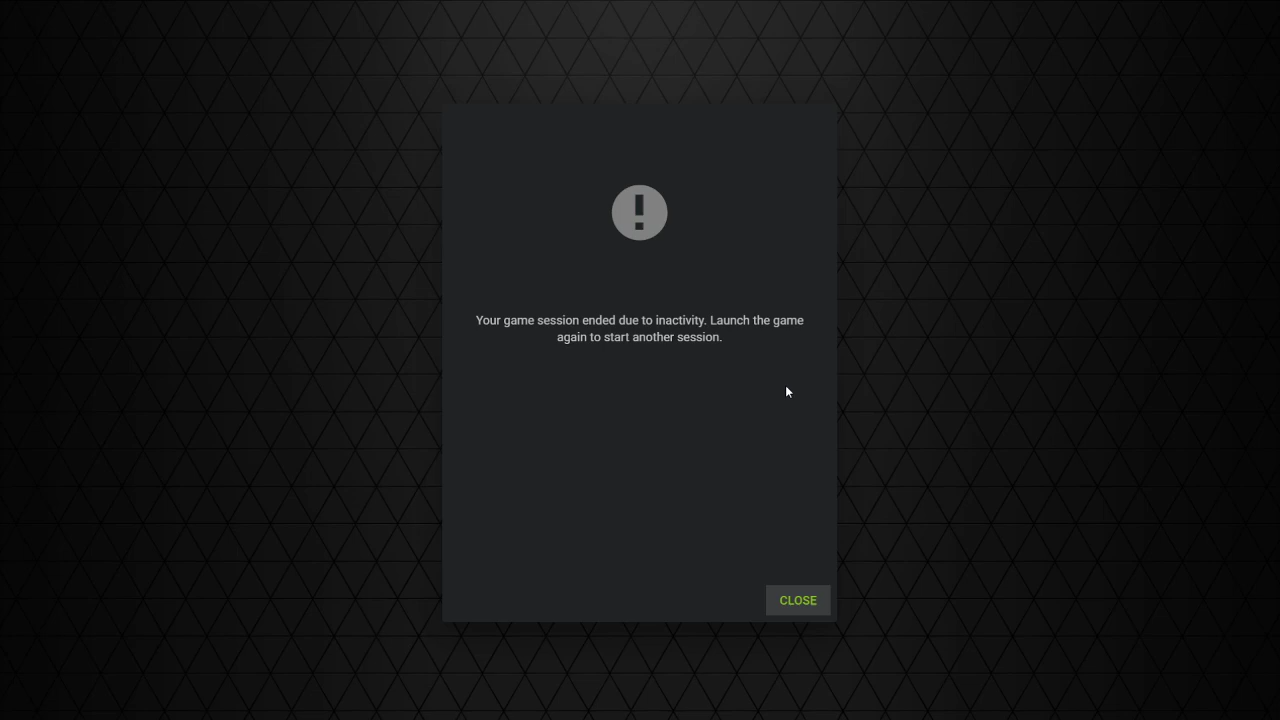 Your game session ended due to inactivity. Launch the game
again to start another session.
CLOSE